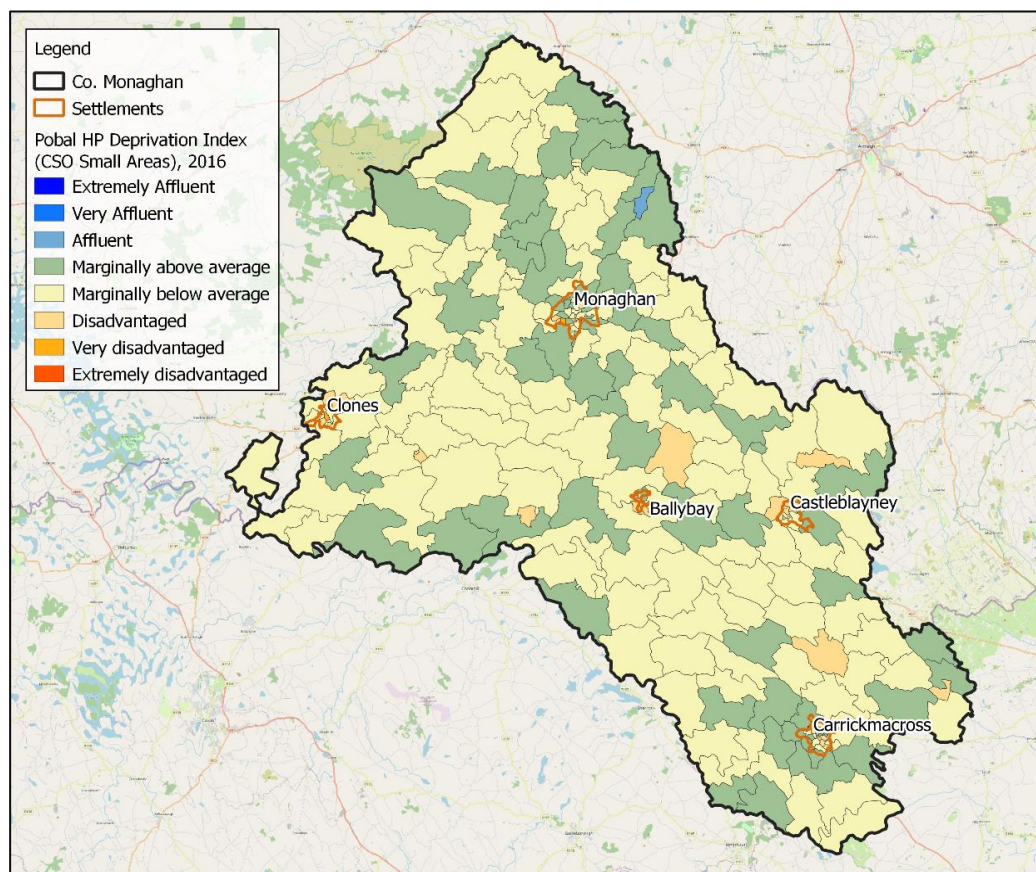 Legend
Co. Monaghan
Settlements
Pobal HP Deprivation Index
(CSO Small Areas), 2016
Extremely Affluent
Very Affluent
Affluent
Marginally above average
Marginally below average
Disadvantaged
Very disadvantaged
Extremely disadvantaged
Monaghan
Clones
Ballybay
Castleblayney
Carrickmacross